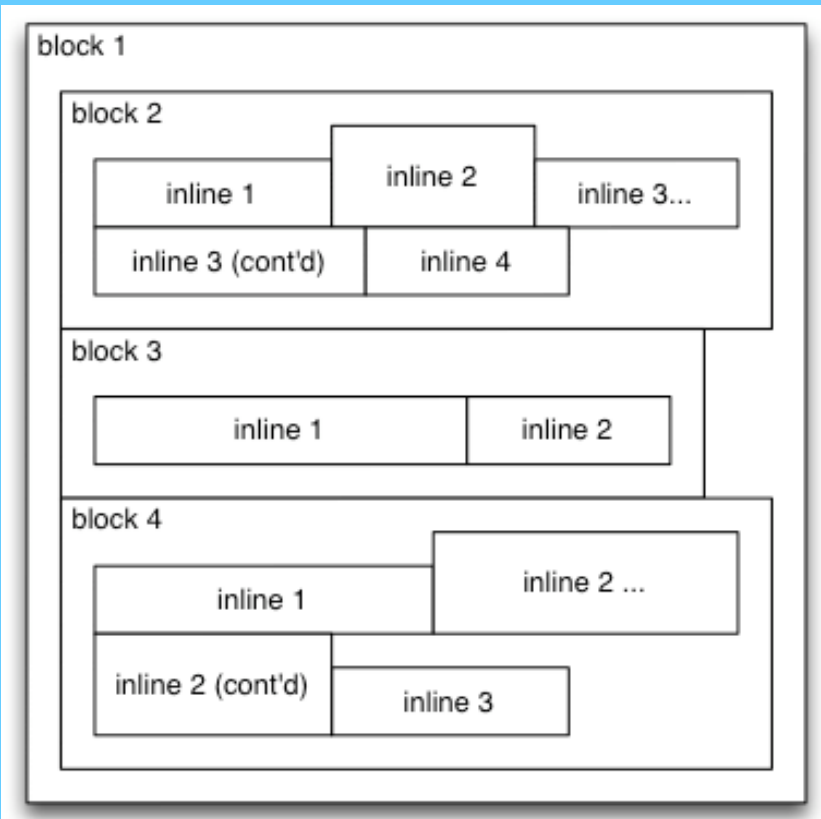 block 1
block 2
inline 1 inline 2 inline 3...
inline 3 (cont'd) inline 4
block 3
inline 1 inline 2
block 4
inline 1 inline 2 ...
inline 2 (cont'd) inline 3